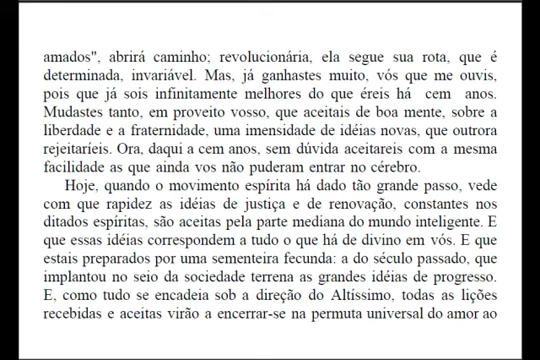 amados", abrirá caminho; revolucionária, ela segue sua rota, que é
determinada, invariável. Mas, já ganhastes muito, vós que me ouvis,
pois que já sois infinitamente melhores do que éreis há cem anos.
Mudastes tanto, em proveito vosso, que aceitais de boa mente, sobre a
liberdade e a fraternidade, uma imensidade de idéias novas, que outrora
rejeitaríeis. Ora, daqui a cem anos, sem dúvida aceitareis com a mesma
facilidade as que ainda vos não puderam entrar no cérebro.
Hoje, quando o movimento espírita há dado tão grande passo, vede
com que rapidez as idéias de justiça e de renovação, constantes nos
ditados espíritas, são aceitas pela parte mediana do mundo inteligente. E
que essas idéias correspondem a tudo o que há de divino em vós. E que
estais preparados por uma sementeira fecunda: a do século passado, que
implantou no seio da sociedade terrena as grandes idéias de progresso.
E, como tudo se encadeia sob a direção do Altíssimo, todas as lições
recebidas e aceitas virão a encerrar-se na permuta universal do amor ao